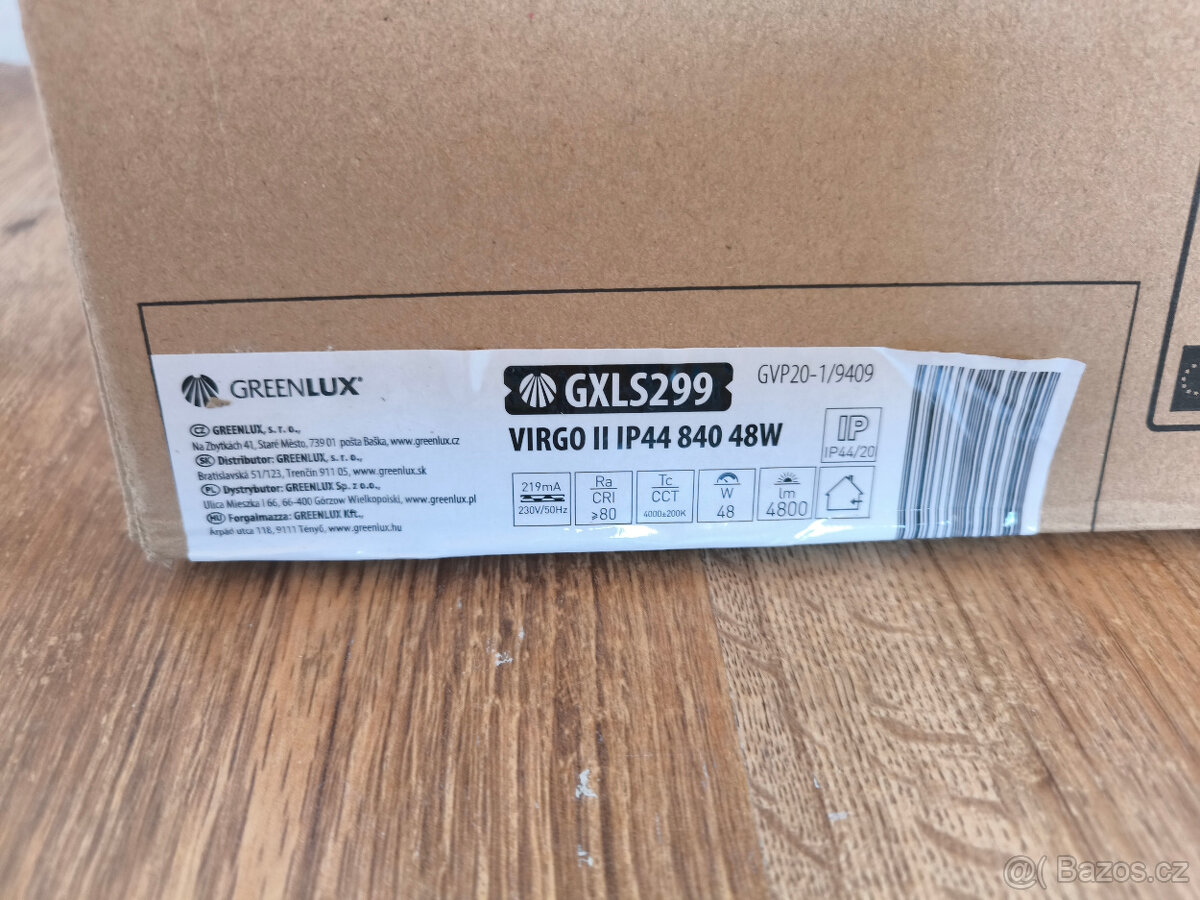 GREENLUX®
CZ GREENLUX, s. r. o.,
Na Zbytkách 41, Staré Město, 739 01 pošta Baška, www.greenlux.cz
SK Distributor: GREENLUX, s. r. o.,
Bratislavská 51/123, Trenčín 911 05, www.greenlux.sk
PL Dystrybutor: GREENLUX Sp. z o.o.,
Ulica Mieszka I 66, 66-400 Górzow Wielkopolski, www.greenlux.pl
HU Forgalmazza: GREENLUX Kft.,
Arpád utca 118, 9111 Tényő, www.greenlux.hu
GXLS299
GVP20-1/9409
VIRGO II IP44 840 48W
IP
IP44/20
219mA
230V/50Hz
Ra
CRI
≥80
Tc
CCT
4000±200K
W
48
lm
4800
@( Bazos.cz